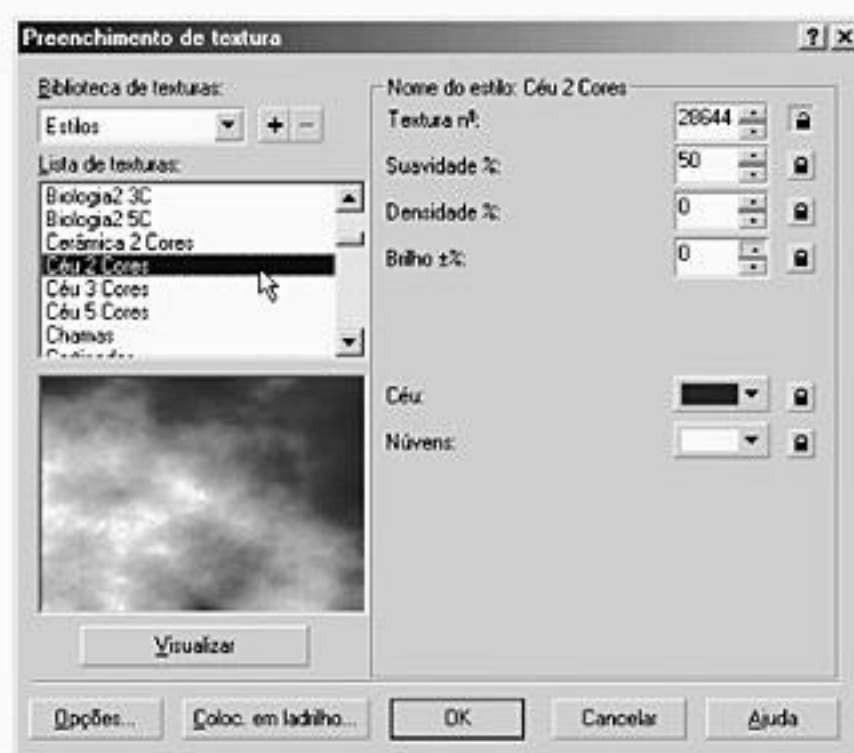 Preenchimento de textura
Biblioteca de texturas:
Estilos
Lista de texturas:
Biologia2 3C
Biologia2 5C
Cerâmica 2 Cores
Céu 2 Cores
Céu 3 Cores
Céu 5 Cores
Chamas
Visualizar
Nome do estilo: Céu 2 Cores
Textura nº: 28644
Suavidade %: 50
Densidade %: 0
Brilho ±%: 0
Céu:
Núvens:
Opções... Coloc. em ladrilho... OK Cancelar Ajuda